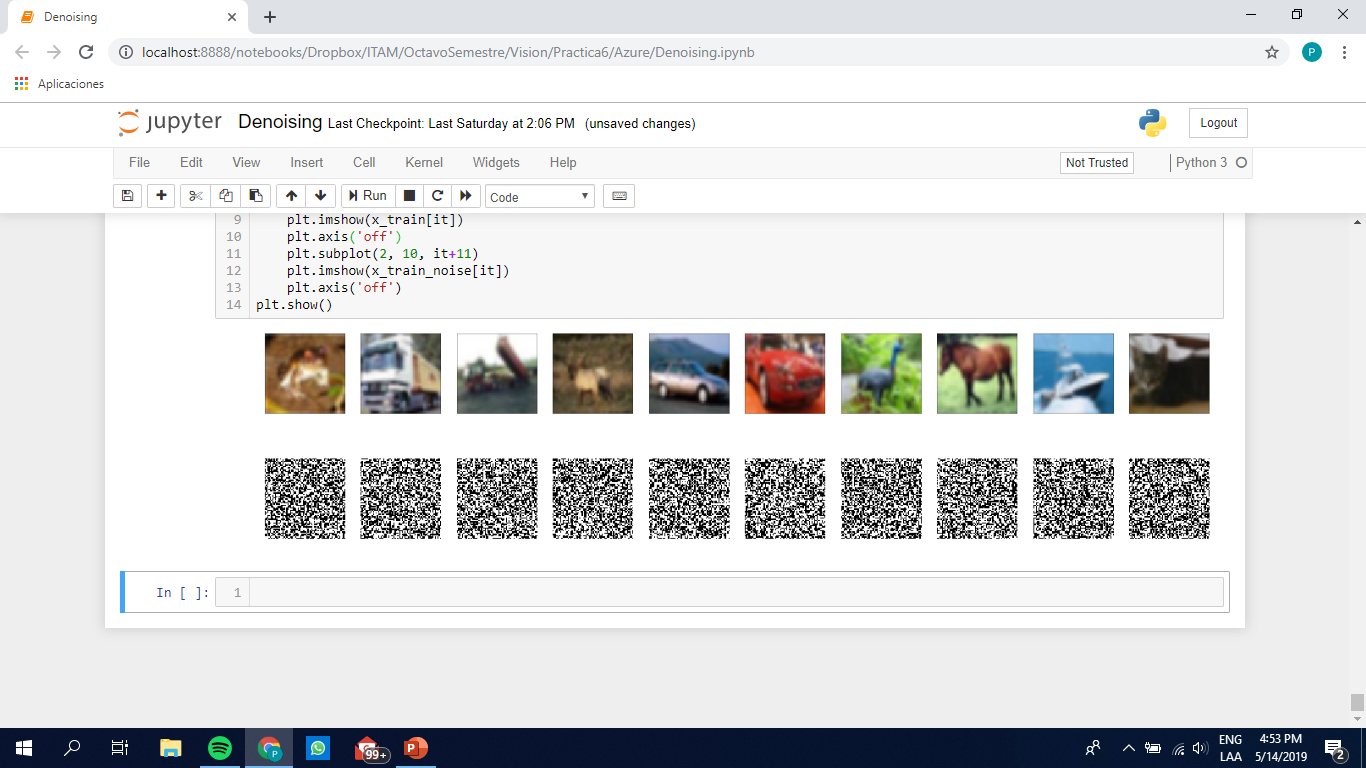 Denoising
localhost:8888/notebooks/Dropbox/ITAM/OctavoSemestre/Vision/Practica6/Azure/Denoising.ipynb
P
Aplicaciones
jupyter Denoising Last Checkpoint: Last Saturday at 2:06 PM (unsaved changes)
Logout
File Edit View Insert Cell Kernel Widgets Help
Not Trusted
Python 3
Run
Code
9 plt.imshow(x_train[it])
10 plt.axis('off')
11 plt.subplot(2, 10, it+11)
12 plt.imshow(x_train_noise[it])
13 plt.axis('off')
14 plt.show()
In [ ]: 1
P
99+
P
ENG
LAA
4:53 PM
5/14/2019
2